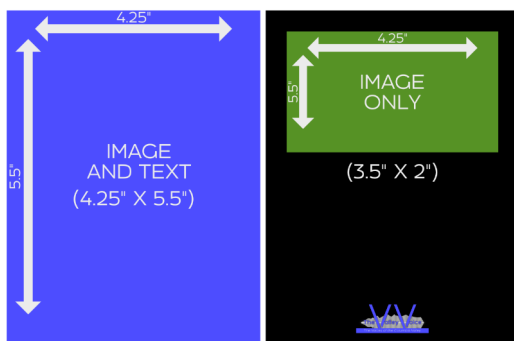 4.25"
5.5"
IMAGE
AND TEXT
(4.25" X 5.5")
4.25"
5.5"
IMAGE
ONLY
(3.5" X 2")